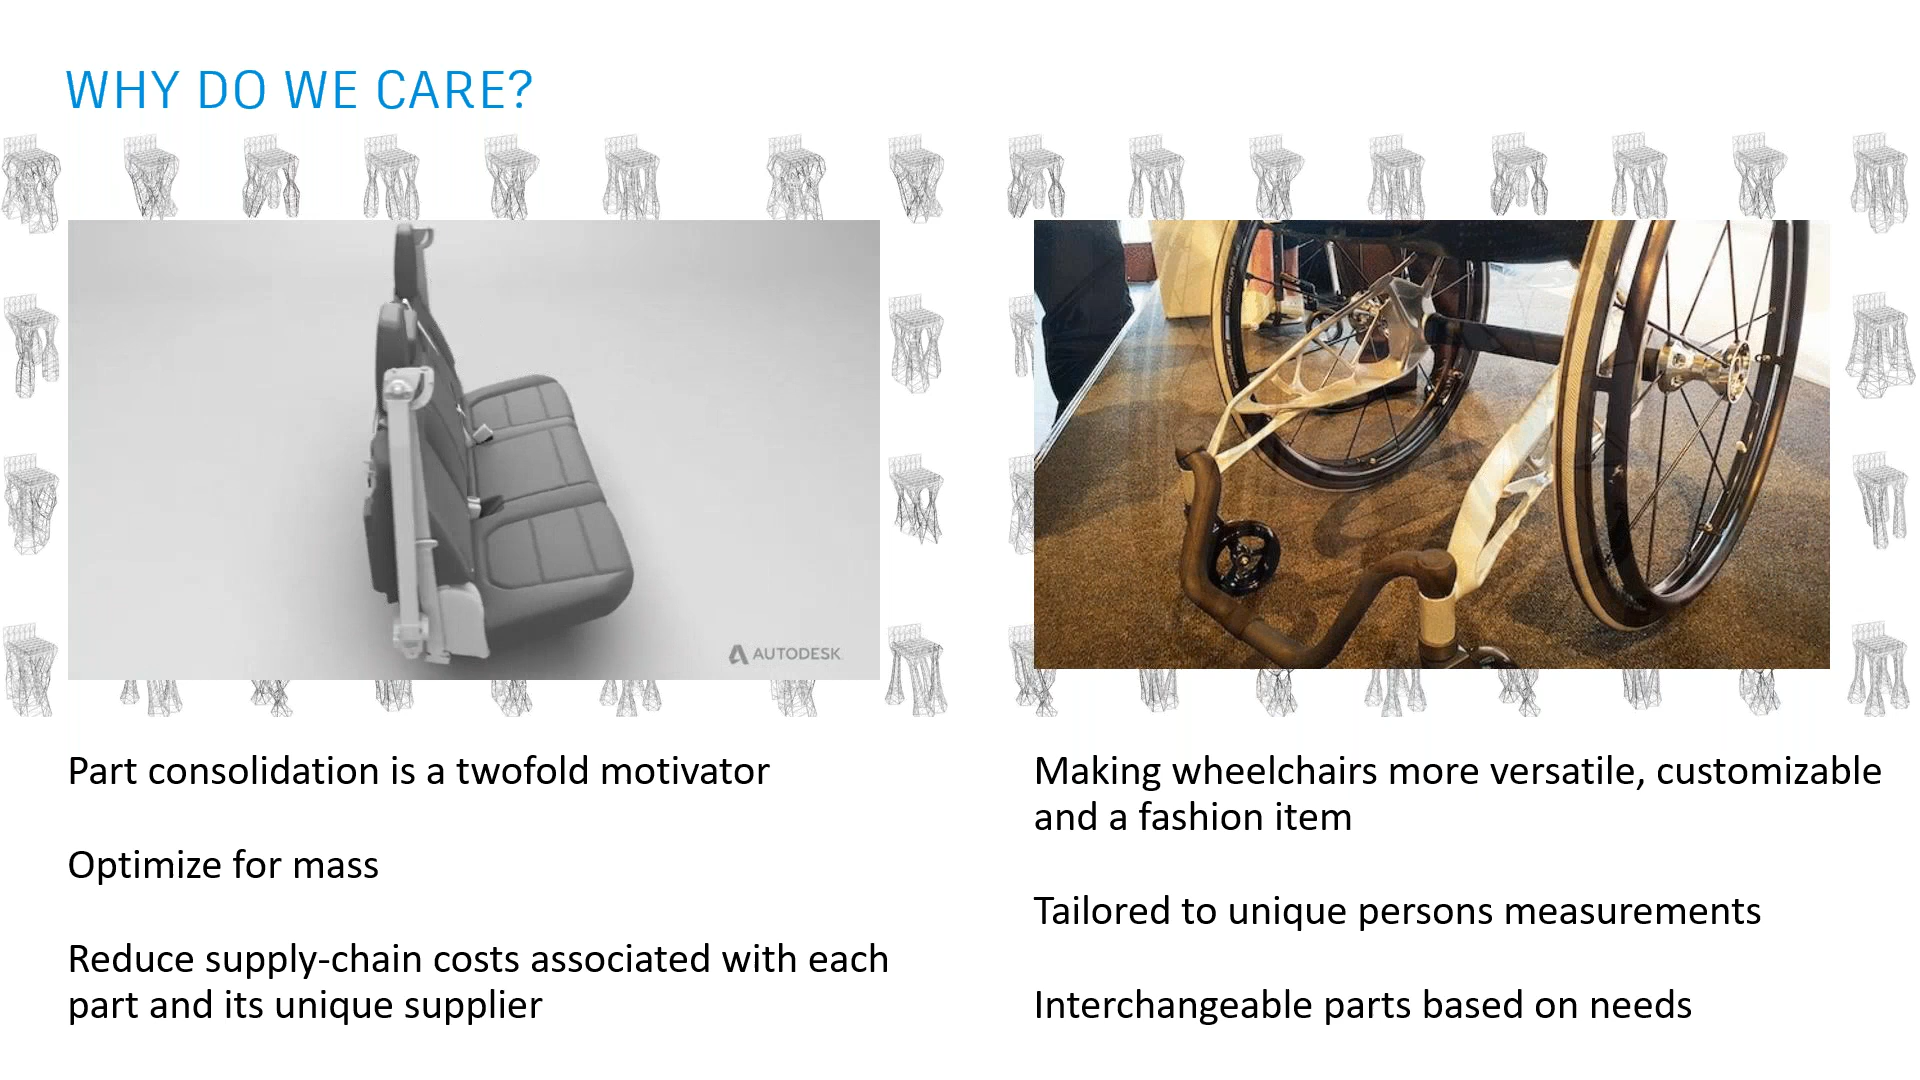 WHY DO WE CARE?
AUTODESK
Part consolidation is a twofold motivator
Optimize for mass
Reduce supply-chain costs associated with each
part and its unique supplier
Making wheelchairs more versatile, customizable
and a fashion item
Tailored to unique persons measurements
Interchangeable parts based on needs